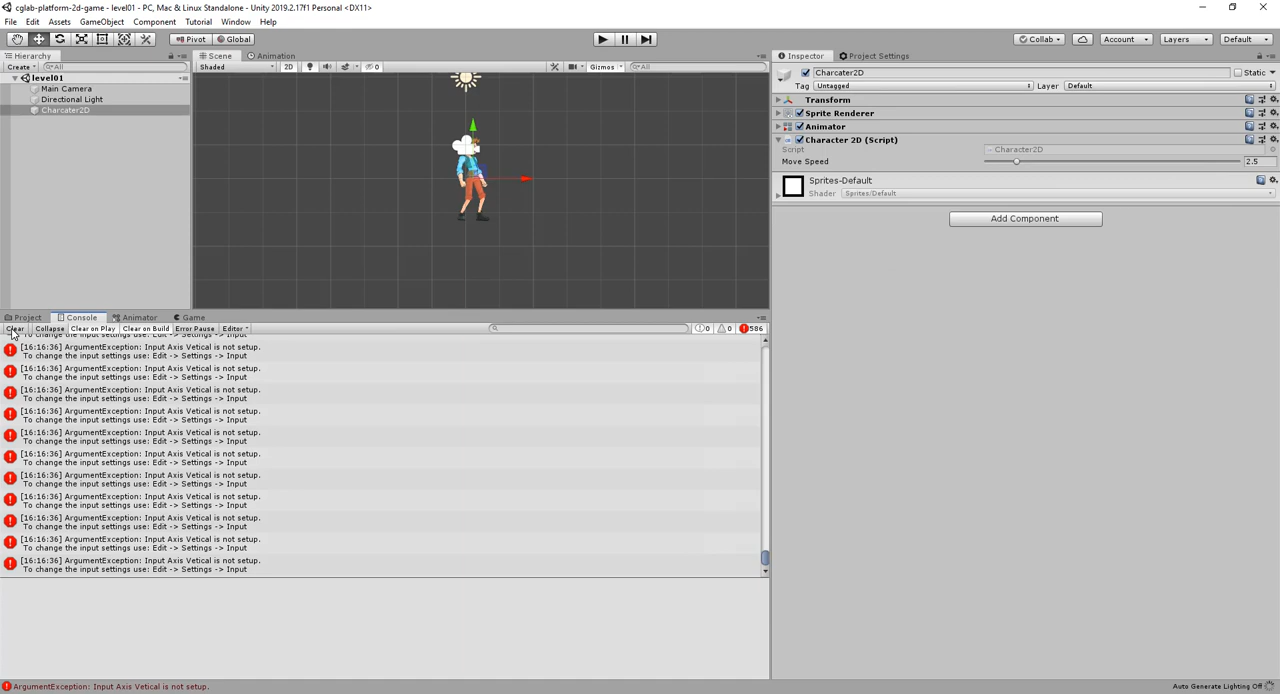 cglab-platform-2d-game - level01 - PC, Mac & Linux Standalone - Unity 2019.2.17f1 Personal <DX11>
File Edit Assets GameObject Component Tutorial Window Help
Pivot Global Collab Account Layers Default
Hierarchy Scene Animation Inspector Project Settings
Create All Shaded 2D 0 Gizmos All
level01
Main Camera
Directional Light
Charcater2D
Charcater2D Static
Tag Untagged Layer Default
Transform
Sprite Renderer
Animator
Character 2D (Script)
Script Character2D
Move Speed 2.5
Sprites-Default
Shader Sprites/Default
Add Component
Project Console Animator Game
Clear Collapse Clear on Play Clear on Build Error Pause Editor 0 0 586
To change the input settings use: Edit -> Settings -> Input
[16:16:36] ArgumentException: Input Axis Vetical is not setup.
To change the input settings use: Edit -> Settings -> Input
[16:16:36] ArgumentException: Input Axis Vetical is not setup.
To change the input settings use: Edit -> Settings -> Input
[16:16:36] ArgumentException: Input Axis Vetical is not setup.
To change the input settings use: Edit -> Settings -> Input
[16:16:36] ArgumentException: Input Axis Vetical is not setup.
To change the input settings use: Edit -> Settings -> Input
[16:16:36] ArgumentException: Input Axis Vetical is not setup.
To change the input settings use: Edit -> Settings -> Input
[16:16:36] ArgumentException: Input Axis Vetical is not setup.
To change the input settings use: Edit -> Settings -> Input
[16:16:36] ArgumentException: Input Axis Vetical is not setup.
To change the input settings use: Edit -> Settings -> Input
[16:16:36] ArgumentException: Input Axis Vetical is not setup.
To change the input settings use: Edit -> Settings -> Input
[16:16:36] ArgumentException: Input Axis Vetical is not setup.
To change the input settings use: Edit -> Settings -> Input
[16:16:36] ArgumentException: Input Axis Vetical is not setup.
To change the input settings use: Edit -> Settings -> Input
[16:16:36] ArgumentException: Input Axis Vetical is not setup.
To change the input settings use: Edit -> Settings -> Input
ArgumentException: Input Axis Vetical is not setup.
Auto Generate Lighting Off